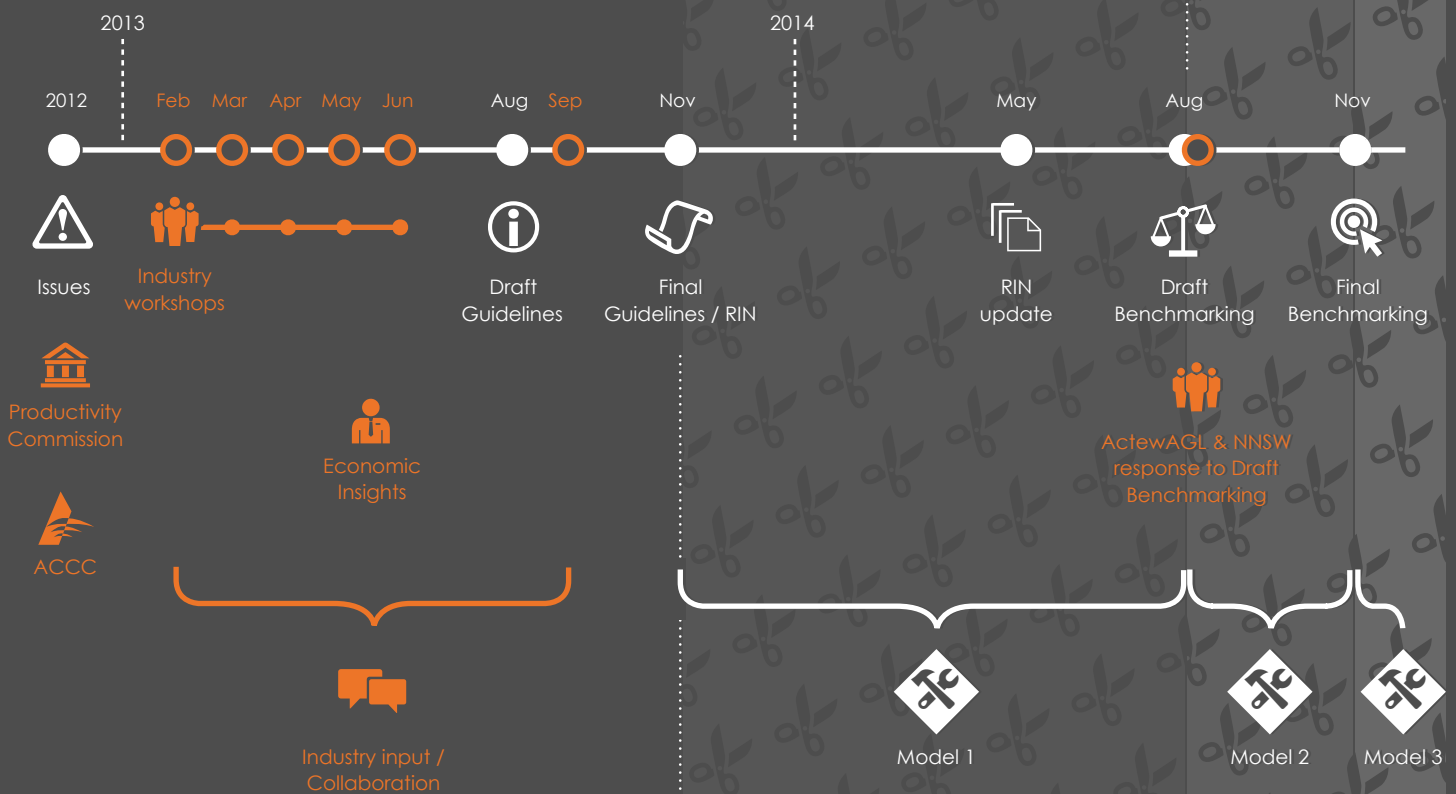 2013
2014
2012
Feb
Mar
Apr
May
Jun
Aug
Sep
Nov
May
Aug
Nov
Issues
Industry
workshops
Draft
Guidelines
Final
Guidelines / RIN
RIN
update
Draft
Benchmarking
Final
Benchmarking
Productivity
Commission
Economic
Insights
ActewAGL & NNSW
response to Draft
Benchmarking
ACCC
Industry input /
Collaboration
Model 1
Model 2
Model 3